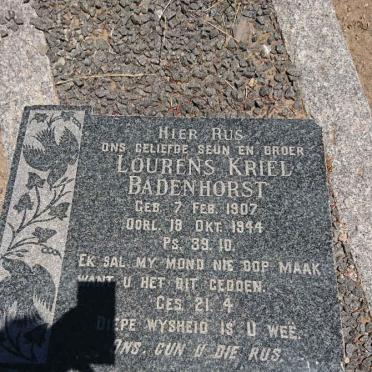 HIER RUS
ONS GELIEFDE SEUN EN BROER
LOURENS KRIEL
BADENHORST
GEB. 7 FEB. 1907
OORL. 18 OKT. 1944
PS. 39. 10.
EK SAL MY MOND NIE OOP MAAK
WANT U HET DIT GEDOEN.
GES. 21. 4.
DIEPE WYSHEID IS U WEË.
ONS, GUN U DIE RUS.